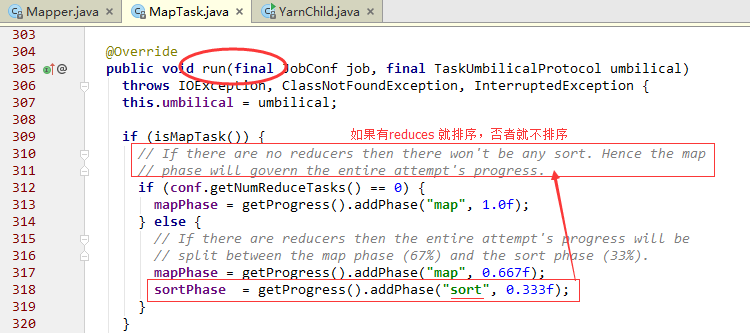 Mapper.java × MapTask.java × YarnChild.java ×
303
304 @Override
305 public void run(final JobConf job, final TaskUmbilicalProtocol umbilical)
306 throws IOException, ClassNotFoundException, InterruptedException {
307 this.umbilical = umbilical;
308
309 if (isMapTask()) { 如果有reduces 就排序，否者就不排序
310 // If there are no reducers then there won't be any sort. Hence the map
311 // phase will govern the entire attempt's progress.
312 if (conf.getNumReduceTasks() == 0) {
313 mapPhase = getProgress().addPhase("map", 1.0f);
314 } else {
315 // If there are reducers then the entire attempt's progress will be
316 // split between the map phase (67%) and the sort phase (33%).
317 mapPhase = getProgress().addPhase("map", 0.667f);
318 sortPhase = getProgress().addPhase("sort", 0.333f);
319 }
320 }